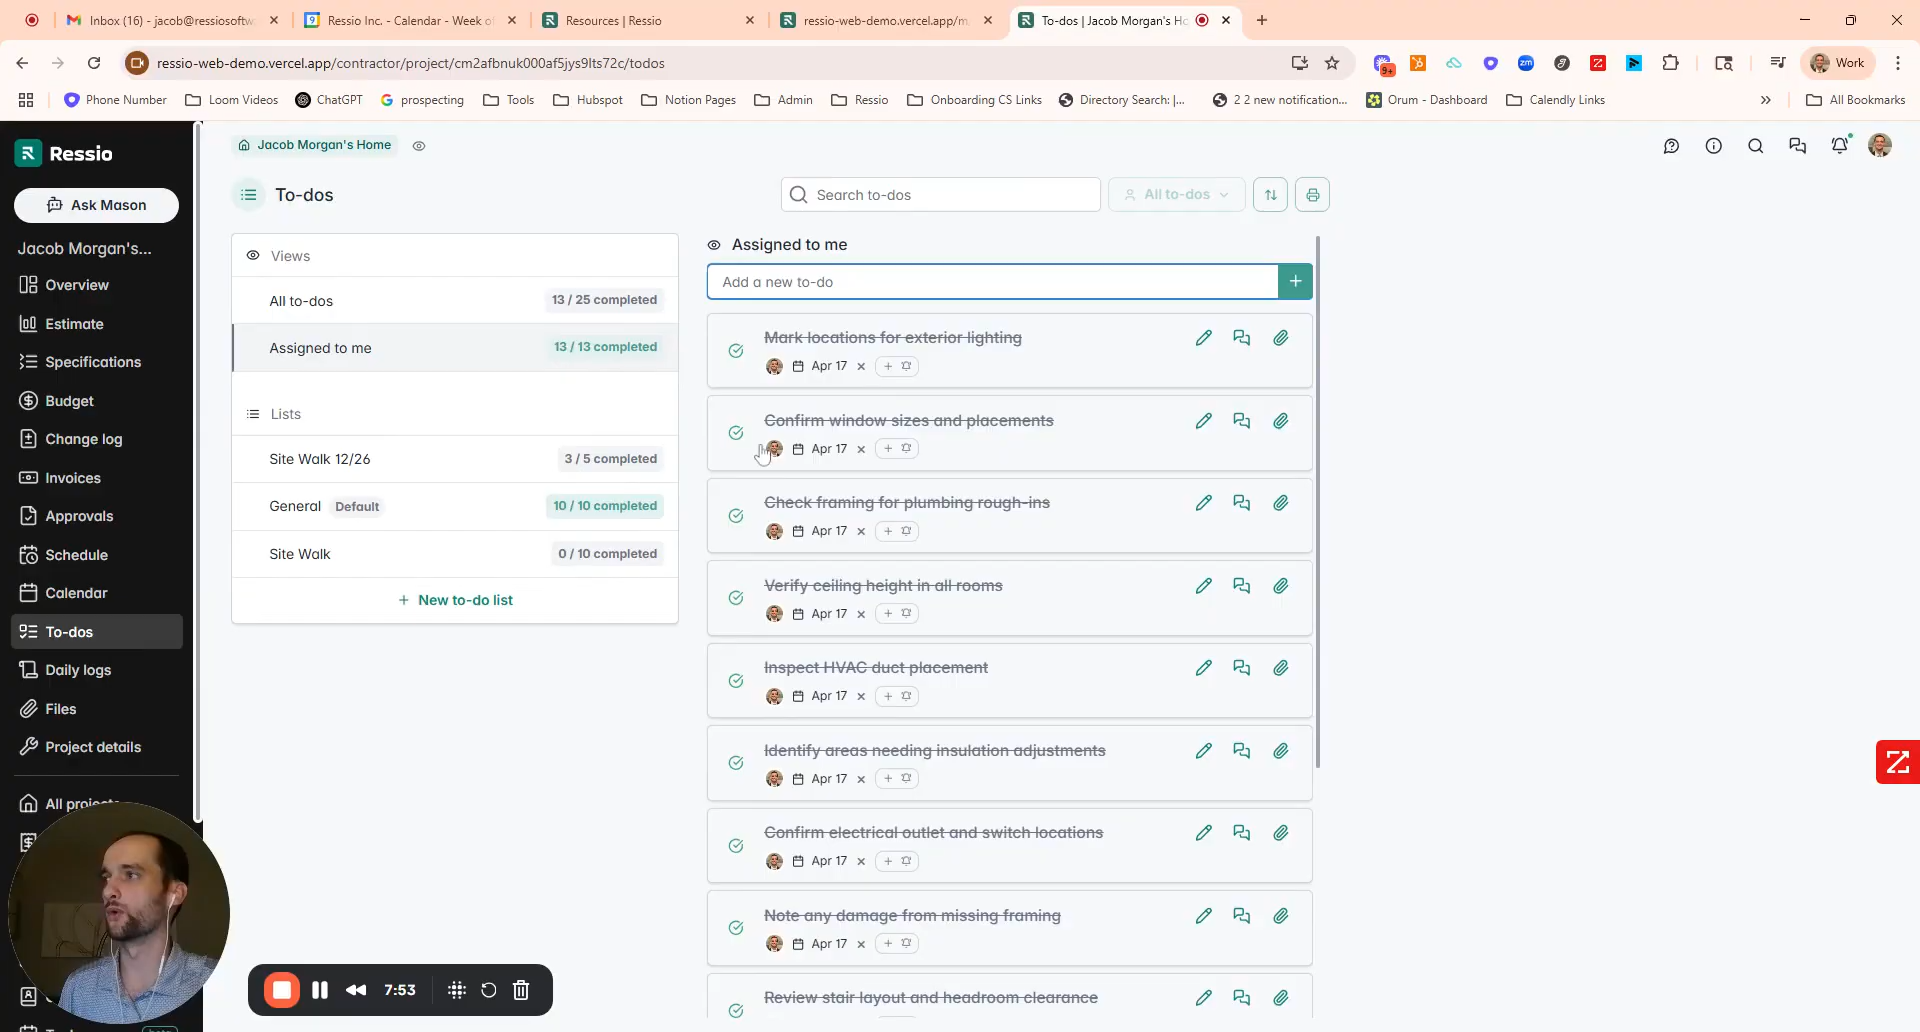 Inbox (16) - jacob@ressiosoftw
Ressio Inc. - Calendar - Week o
Resources | Ressio
ressio-web-demo.vercel.app/m
To-dos | Jacob Morgan's Ho
ressio-web-demo.vercel.app/contractor/project/cm2afbnuk000af5jys9lts72c/todos
9+
zm
Work
Phone Number
Loom Videos
ChatGPT
prospecting
Tools
Hubspot
Notion Pages
Admin
Ressio
Onboarding CS Links
Directory Search: |...
2 2 new notification...
Orum - Dashboard
Calendly Links
All Bookmarks
Ressio
Ask Mason
Jacob Morgan's...
Overview
Estimate
Specifications
Budget
Change log
Invoices
Approvals
Schedule
Calendar
To-dos
Daily logs
Files
Project details
All projects
Jacob Morgan's Home
To-dos
Search to-dos
All to-dos
Views
All to-dos
13 / 25 completed
Assigned to me
13 / 13 completed
Lists
Site Walk 12/26
3 / 5 completed
General Default
10 / 10 completed
Site Walk
0 / 10 completed
+ New to-do list
Assigned to me
Add a new to-do
Mark locations for exterior lighting
Apr 17
Confirm window sizes and placements
Apr 17
Check framing for plumbing rough-ins
Apr 17
Verify ceiling height in all rooms
Apr 17
Inspect HVAC duct placement
Apr 17
Identify areas needing insulation adjustments
Apr 17
Confirm electrical outlet and switch locations
Apr 17
Note any damage from missing framing
Apr 17
Review stair layout and headroom clearance
7:53